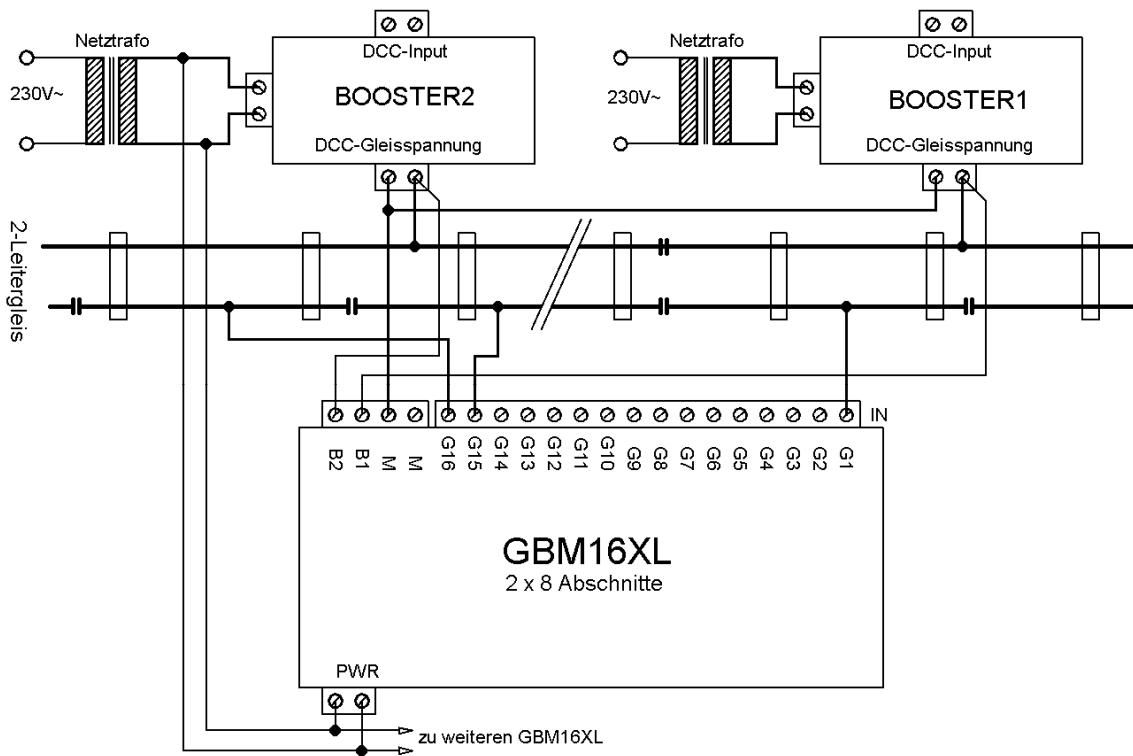 Netztrafo
230V~
DCC-Input
BOOSTER2
DCC-Gleisspannung
Netztrafo
230V~
DCC-Input
BOOSTER1
DCC-Gleisspannung
2-Leitergleis
IN
B2 B1 M M G16 G15 G14 G13 G12 G11 G10 G9 G8 G7 G6 G5 G4 G3 G2 G1
GBM16XL
2 x 8 Abschnitte
PWR
zu weiteren GBM16XL